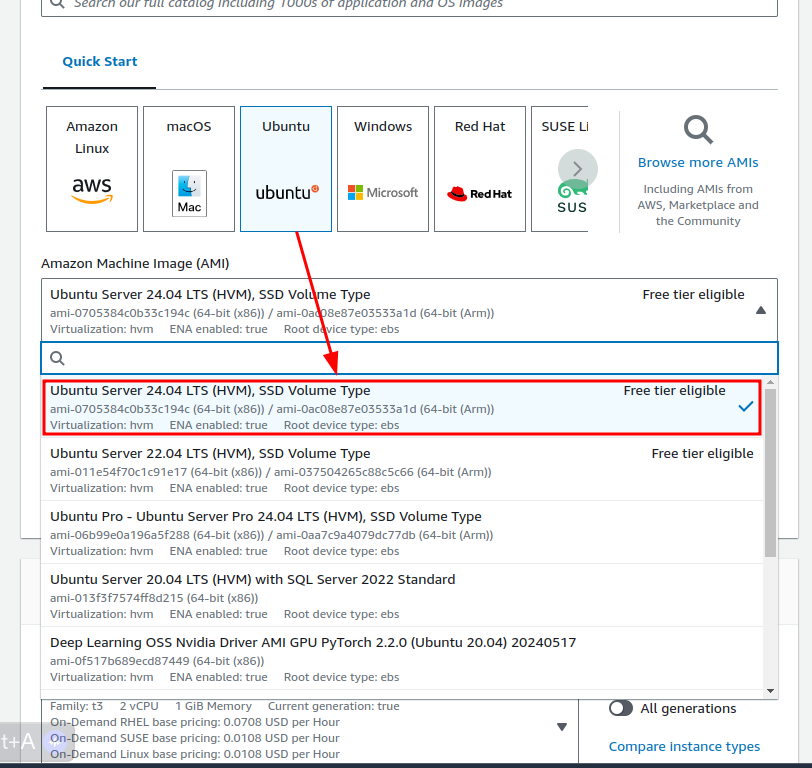 Search our full catalog including 1000s of application and OS images
Quick Start
Amazon
Linux
aws
macOS
Mac
Ubuntu
ubuntu
Windows
Microsoft
Red Hat
Red Hat
SUSE Li
SUS
Browse more AMIs
Including AMIs from
AWS, Marketplace and
the Community
Amazon Machine Image (AMI)
Ubuntu Server 24.04 LTS (HVM), SSD Volume Type Free tier eligible
ami-0705384c0b33c194c (64-bit (x86)) / ami-0ac08e87e03533a1d (64-bit (Arm))
Virtualization: hvm ENA enabled: true Root device type: ebs
Ubuntu Server 24.04 LTS (HVM), SSD Volume Type Free tier eligible
ami-0705384c0b33c194c (64-bit (x86)) / ami-0ac08e87e03533a1d (64-bit (Arm))
Virtualization: hvm ENA enabled: true Root device type: ebs
Ubuntu Server 22.04 LTS (HVM), SSD Volume Type Free tier eligible
ami-011e54f70c1c91e17 (64-bit (x86)) / ami-037504265c88c5c66 (64-bit (Arm))
Virtualization: hvm ENA enabled: true Root device type: ebs
Ubuntu Pro - Ubuntu Server Pro 24.04 LTS (HVM), SSD Volume Type
ami-06b99e0a196a5f288 (64-bit (x86)) / ami-0aa7c9a4079dc77db (64-bit (Arm))
Virtualization: hvm ENA enabled: true Root device type: ebs
Ubuntu Server 20.04 LTS (HVM) with SQL Server 2022 Standard
ami-013f3f7574ff8d215 (64-bit (x86))
Virtualization: hvm ENA enabled: true Root device type: ebs
Deep Learning OSS Nvidia Driver AMI GPU PyTorch 2.2.0 (Ubuntu 20.04) 20240517
ami-0f517b689ecd87449 (64-bit (x86))
Virtualization: hvm ENA enabled: true Root device type: ebs
Family: t3 2 vCPU 1 GiB Memory Current generation: true
On-Demand RHEL base pricing: 0.0708 USD per Hour
On-Demand SUSE base pricing: 0.0108 USD per Hour
On-Demand Linux base pricing: 0.0108 USD per Hour
All generations
Compare instance types
t+A